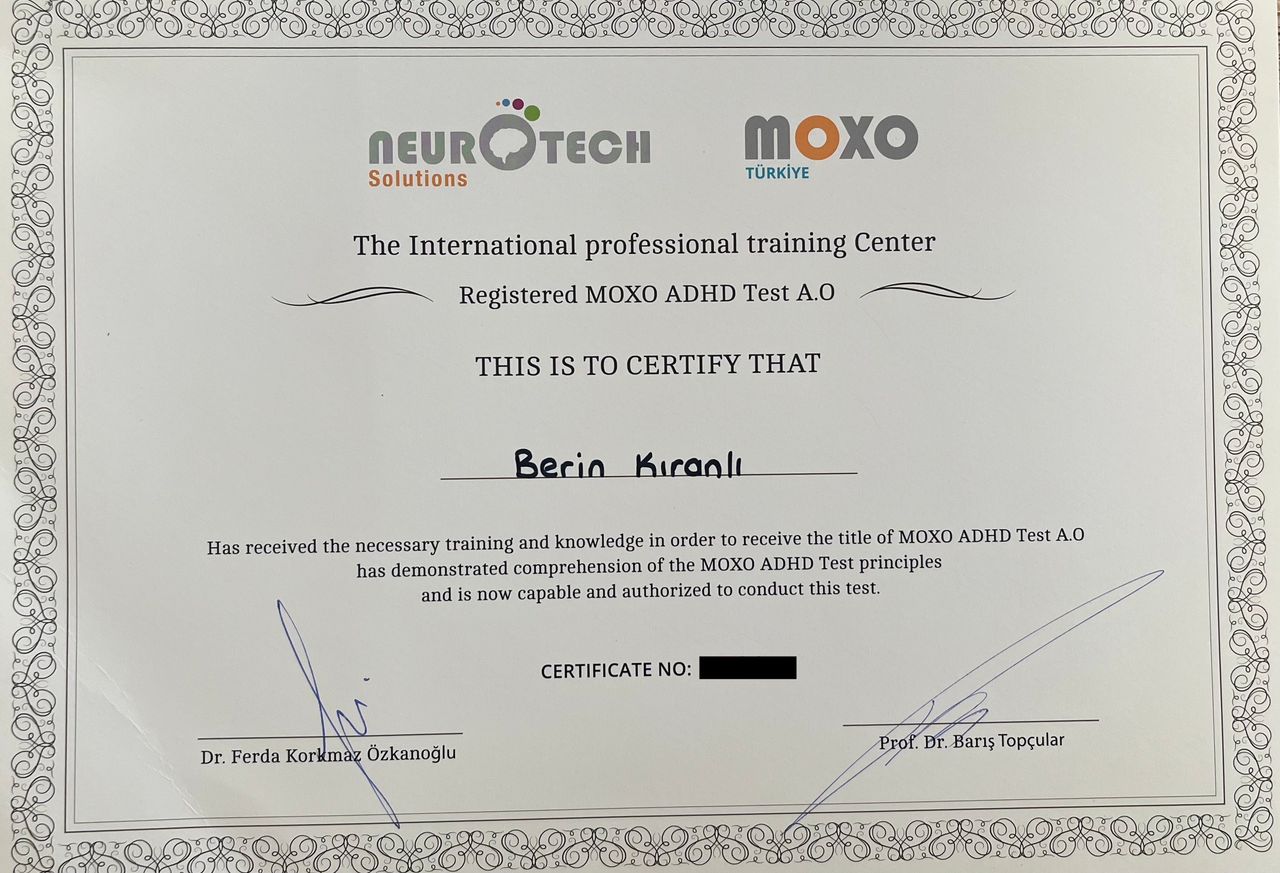 NEUROTECH
Solutions
MOXO
TÜRKİYE
The International professional training Center
Registered MOXO ADHD Test A.O
THIS IS TO CERTIFY THAT
Berin Kıranlı
Has received the necessary training and knowledge in order to receive the title of MOXO ADHD Test A.O
has demonstrated comprehension of the MOXO ADHD Test principles
and is now capable and authorized to conduct this test.
CERTIFICATE NO:
Dr. Ferda Korkmaz Özkanoğlu
Prof. Dr. Barış Topçular